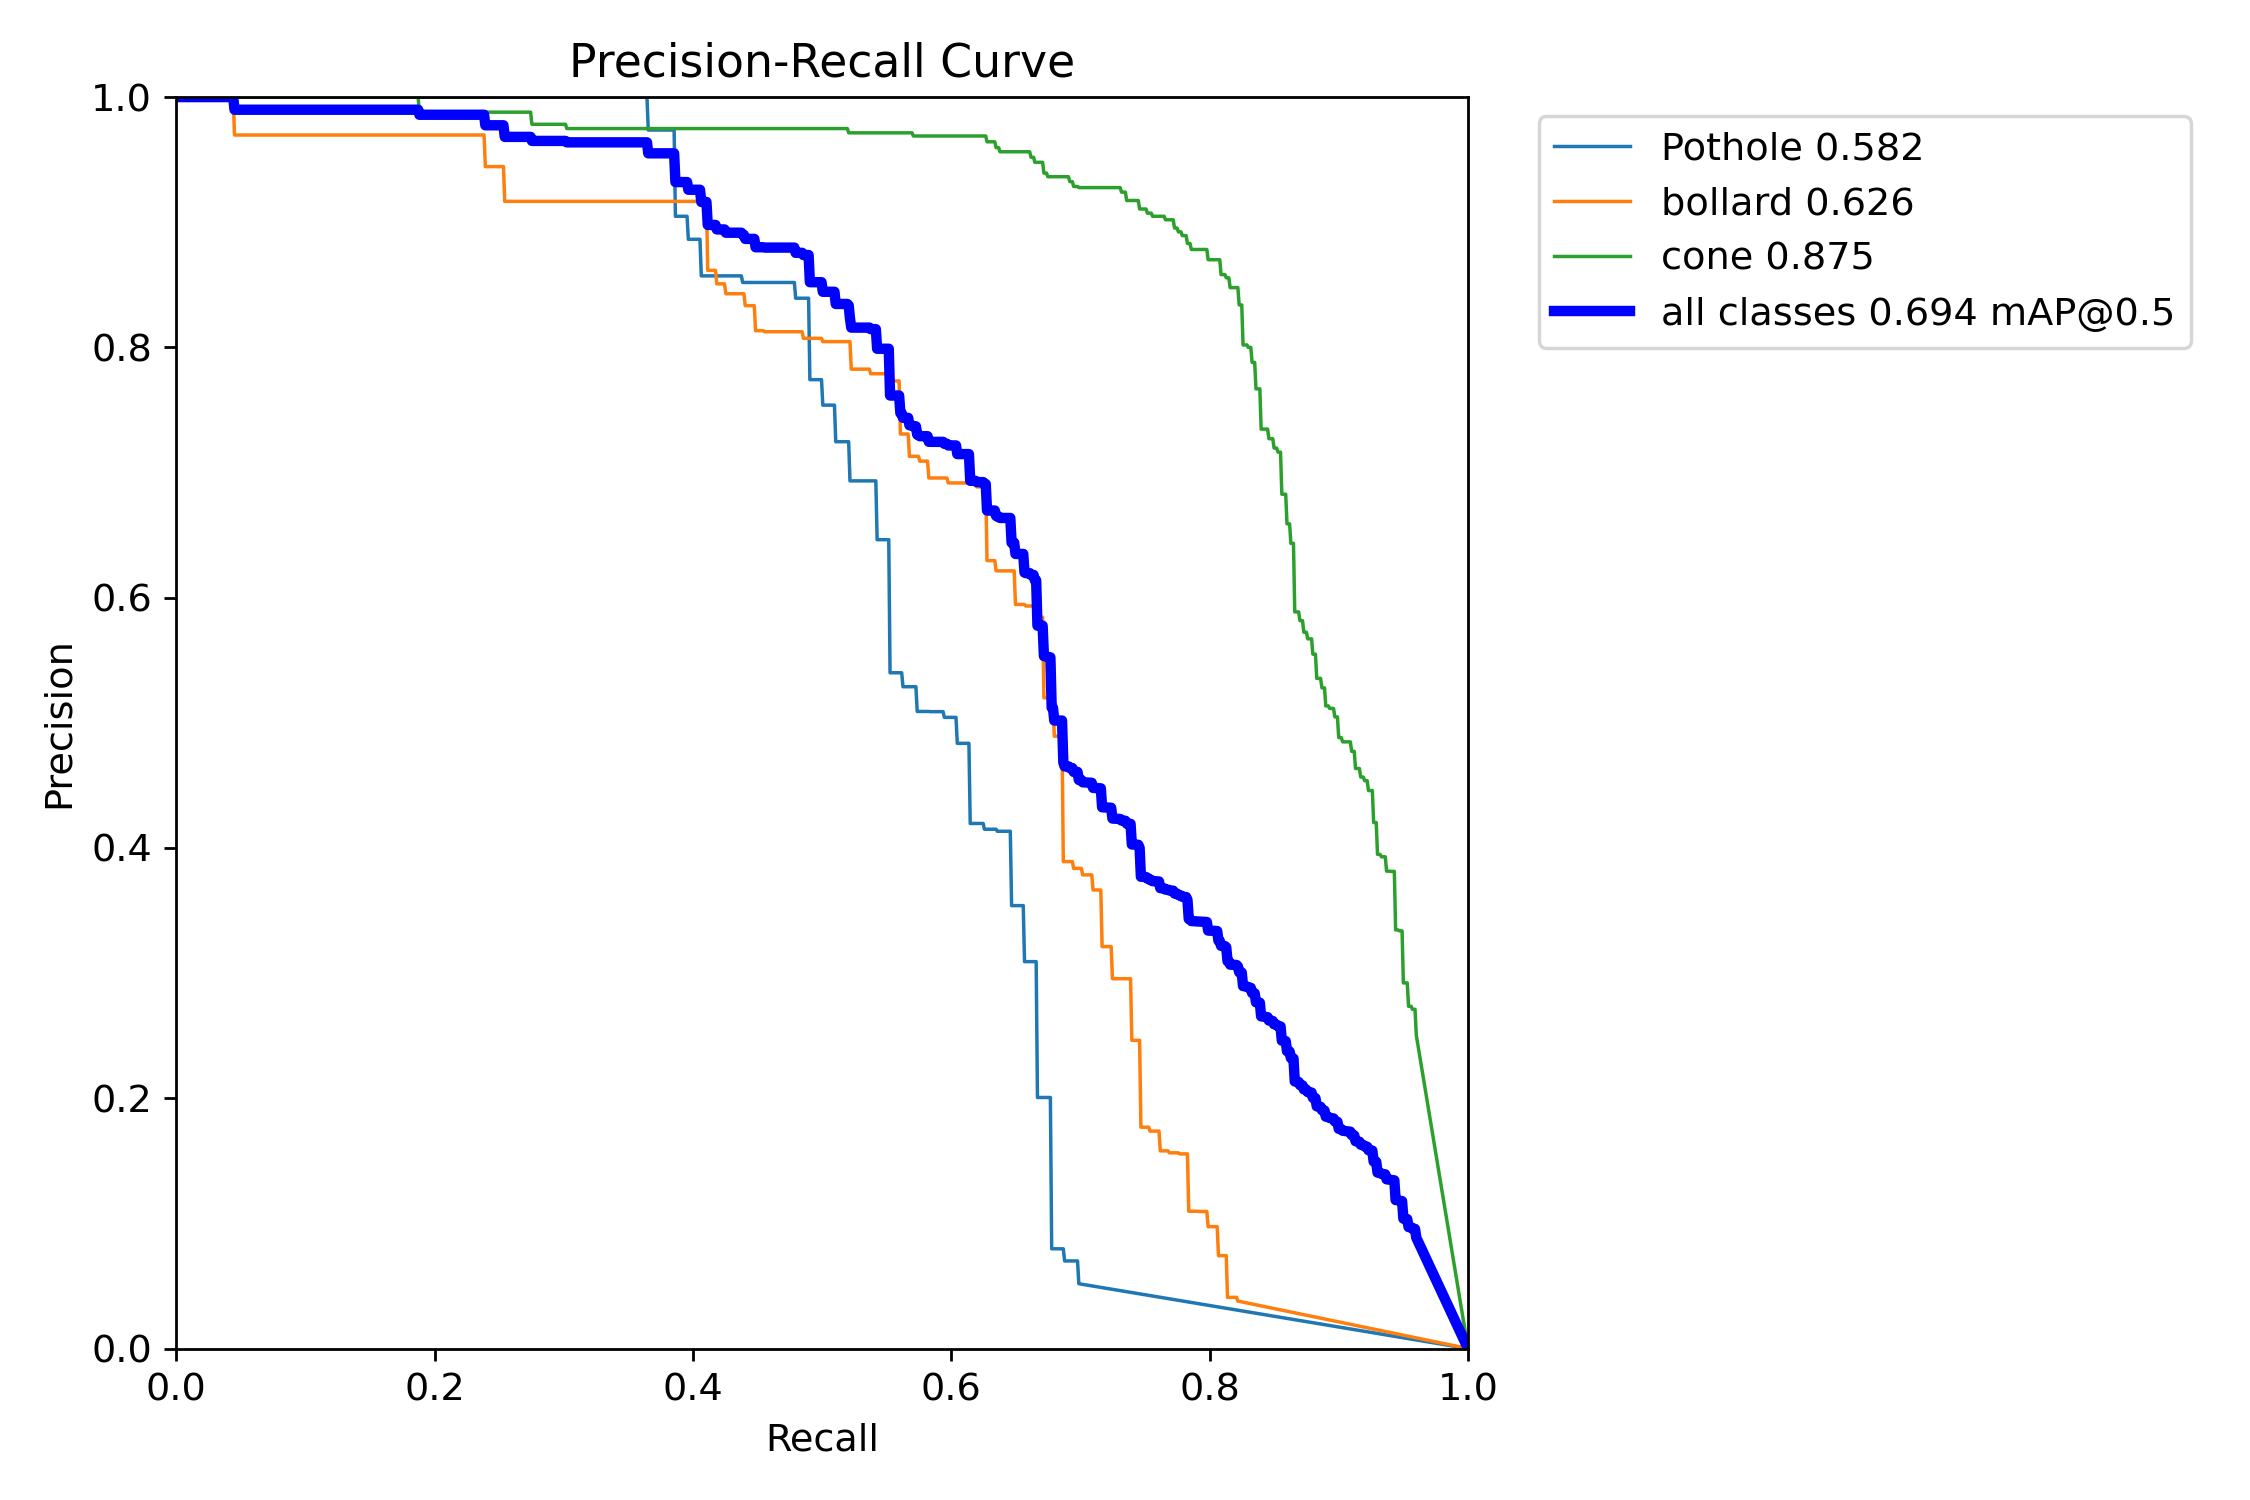 Precision-Recall Curve
1.0
0.8
0.6
0.4
0.2
0.0
Precision
0.0 0.2 0.4 0.6 0.8 1.0
Recall
Pothole 0.582
bollard 0.626
cone 0.875
all classes 0.694 mAP@0.5